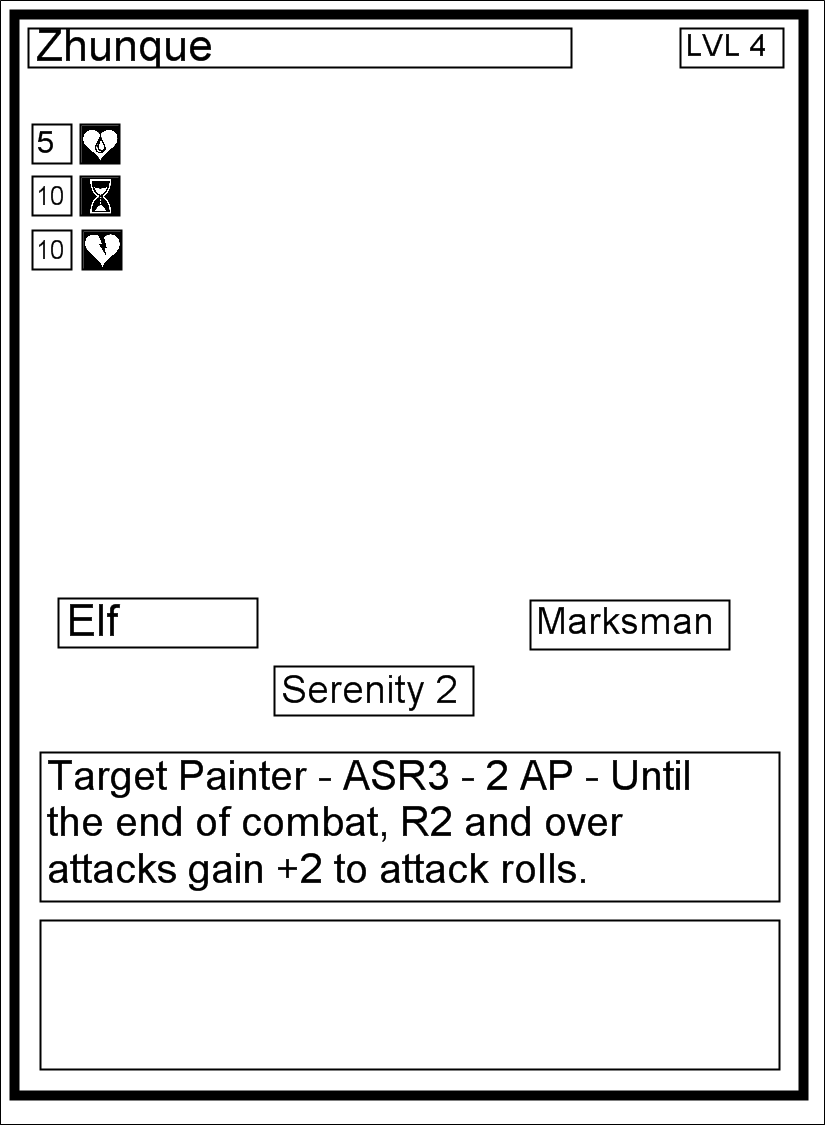 Zhunque
LVL 4
5
10
10
Elf
Marksman
Serenity 2
Target Painter - ASR3 - 2 AP - Until
the end of combat, R2 and over
attacks gain +2 to attack rolls.